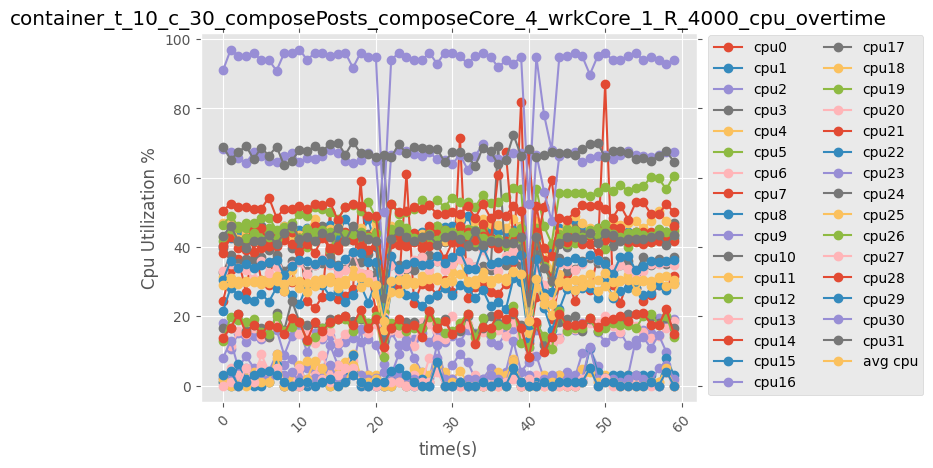 container_t_10_c_30_composePosts_composeCore_4_wrkCore_1_R_4000_cpu_overtime
Cpu Utilization %
100
80
60
40
20
0
0
10
20
30
40
50
60
time(s)
cpu0
cpu1
cpu2
cpu3
cpu4
cpu5
cpu6
cpu7
cpu8
cpu9
cpu10
cpu11
cpu12
cpu13
cpu14
cpu15
cpu16
cpu17
cpu18
cpu19
cpu20
cpu21
cpu22
cpu23
cpu24
cpu25
cpu26
cpu27
cpu28
cpu29
cpu30
cpu31
avg cpu